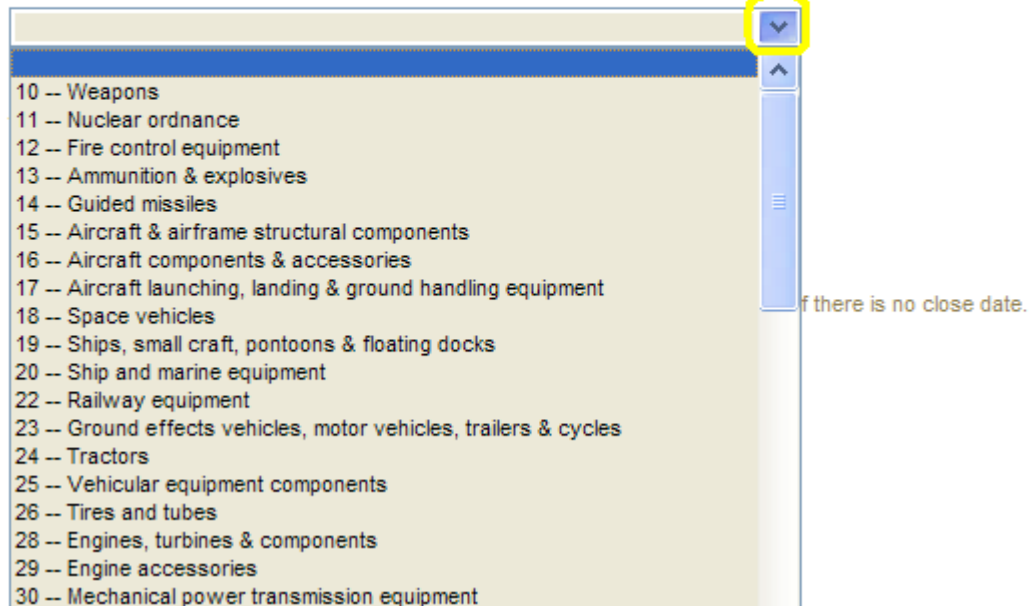 10 -- Weapons
11 -- Nuclear ordnance
12 -- Fire control equipment
13 -- Ammunition & explosives
14 -- Guided missiles
15 -- Aircraft & airframe structural components
16 -- Aircraft components & accessories
17 -- Aircraft launching, landing & ground handling equipment
f there is no close date.
18 -- Space vehicles
19 -- Ships, small craft, pontoons & floating docks
20 -- Ship and marine equipment
22 -- Railway equipment
23 -- Ground effects vehicles, motor vehicles, trailers & cycles
24 -- Tractors
25 -- Vehicular equipment components
26 -- Tires and tubes
28 -- Engines, turbines & components
29 -- Engine accessories
30 -- Mechanical power transmission equipment